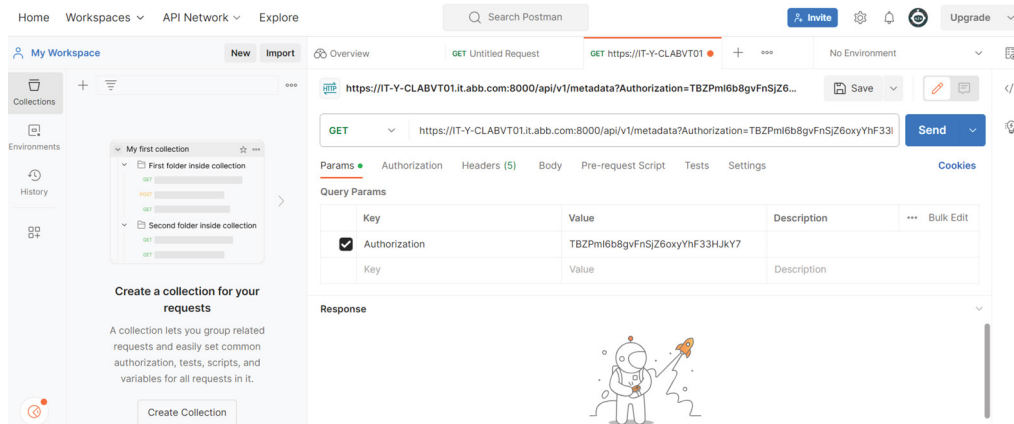 Home Workspaces API Network Explore Search Postman Invite Upgrade
My Workspace New Import Overview GET Untitled Request GET https://IT-Y-CLABVT01 No Environment
Collections
Environments
History
My first collection
First folder inside collection
GET
POST
GET
Second folder inside collection
GET
GET
Create a collection for your
requests
A collection lets you group related
requests and easily set common
authorization, tests, scripts, and
variables for all requests in it.
Create Collection
HTTP https://IT-Y-CLABVT01.it.abb.com:8000/api/v1/metadata?Authorization=TBZPmI6b8gvFnSjZ6... Save
GET https://IT-Y-CLABVT01.it.abb.com:8000/api/v1/metadata?Authorization=TBZPmI6b8gvFnSjZ6oxyYhF33 Send
Params Authorization Headers (5) Body Pre-request Script Tests Settings Cookies
Query Params
Key Value Description Bulk Edit
Authorization TBZPmI6b8gvFnSjZ6oxyYhF33HJkY7
Key Value Description
Response